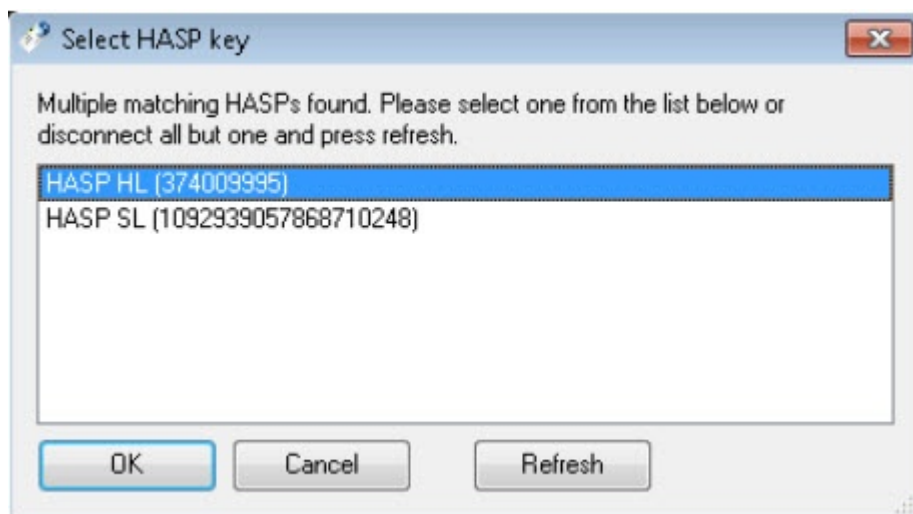 Select HASP key
Multiple matching HASPs found. Please select one from the list below or
disconnect all but one and press refresh.
HASP HL (374009995)
HASP SL (1092939057868710248)
OK Cancel Refresh